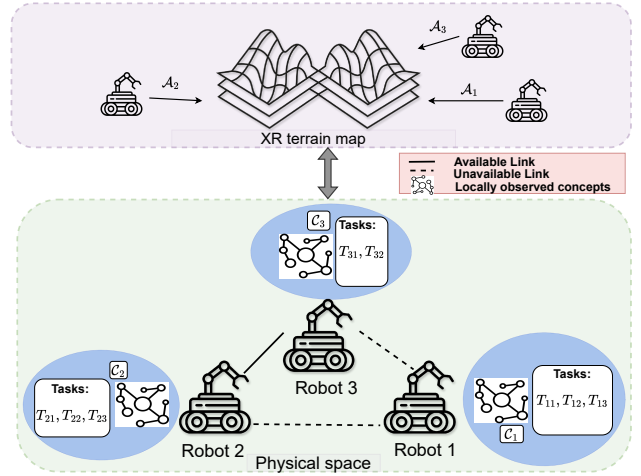 𝒜₃
𝒜₂
𝒜₁
XR terrain map
Available Link
Unavailable Link
Locally observed concepts
𝒞₃
Tasks:
T₃₁, T₃₂
𝒞₂
Tasks:
T₂₁, T₂₂, T₂₃
Tasks:
T₁₁, T₁₂, T₁₃
𝒞₁
Robot 3
Robot 2
Robot 1
Physical space